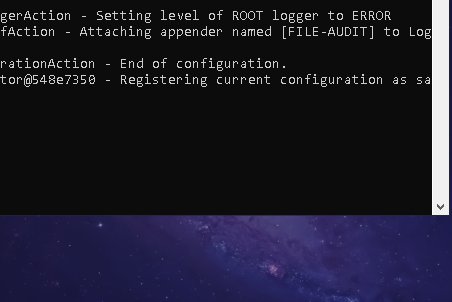 gerAction - Setting level of ROOT logger to ERROR
fAction - Attaching appender named [FILE-AUDIT] to Log
rationAction - End of configuration.
tor@548e7350 - Registering current configuration as sa